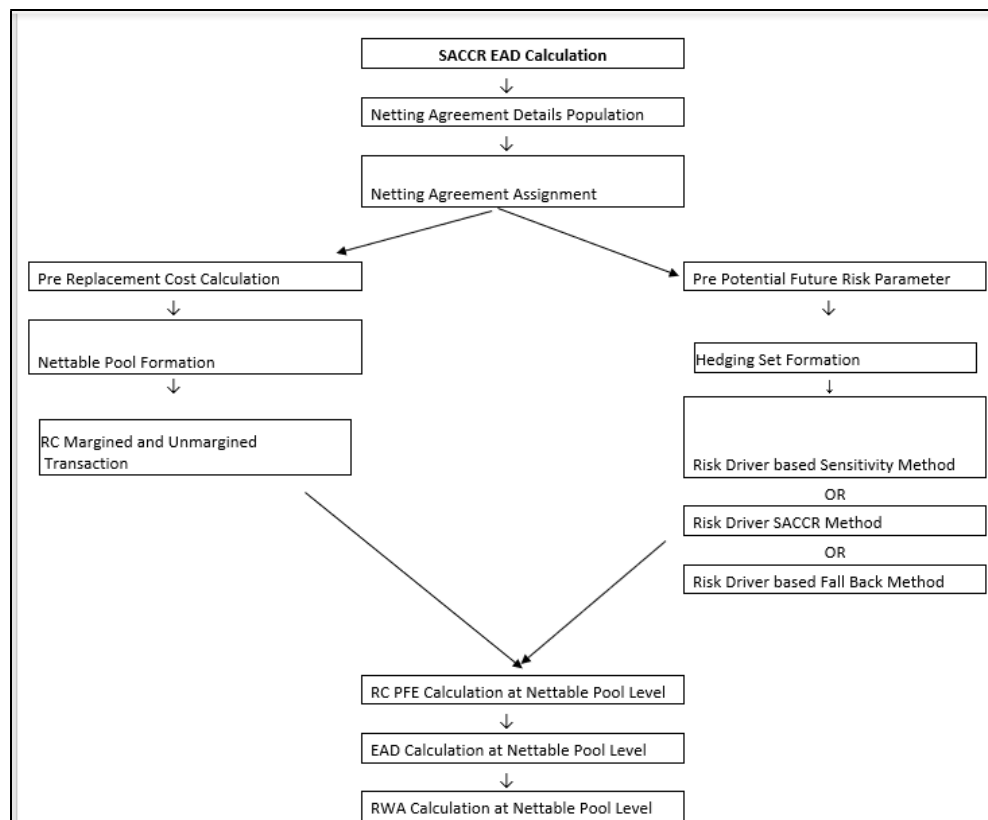 SACCR EAD Calculation
Netting Agreement Details Population
Netting Agreement Assignment
Pre Replacement Cost Calculation
Nettable Pool Formation
RC Margined and Unmargined
Transaction
Pre Potential Future Risk Parameter
Hedging Set Formation
Risk Driver based Sensitivity Method
OR
Risk Driver SACCR Method
OR
Risk Driver based Fall Back Method
RC PFE Calculation at Nettable Pool Level
EAD Calculation at Nettable Pool Level
RWA Calculation at Nettable Pool Level